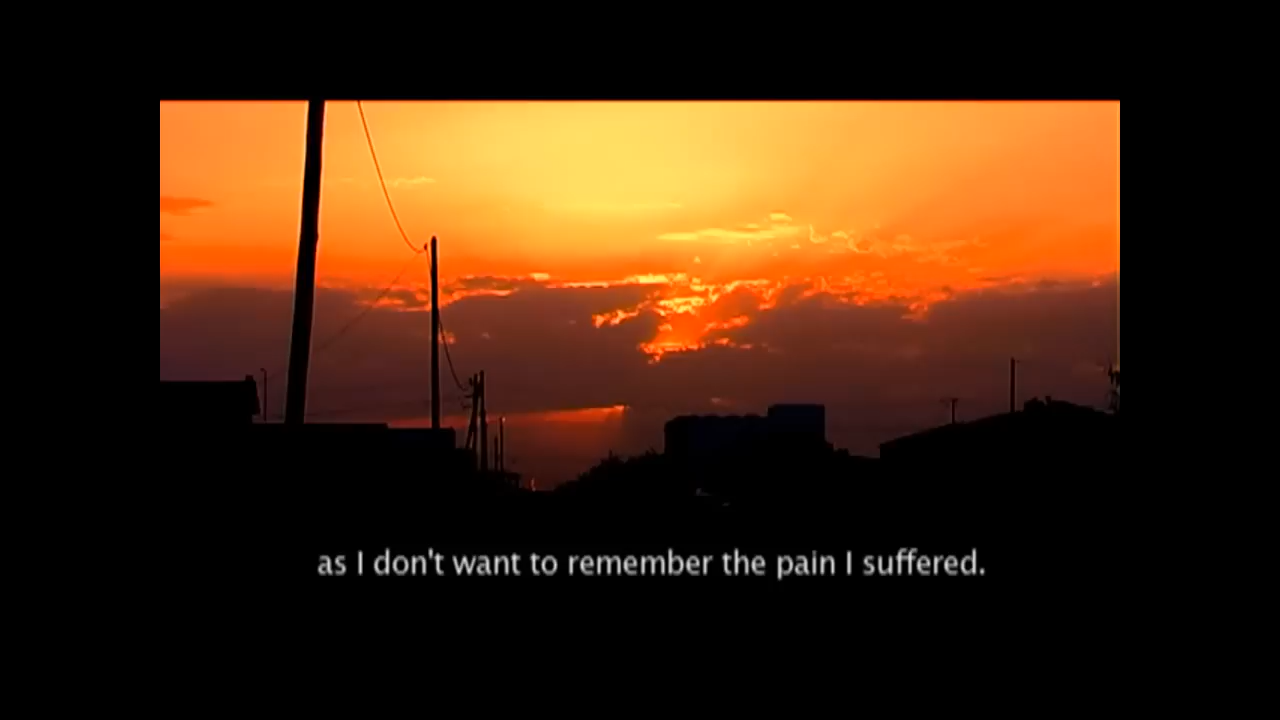 as I don't want to remember the pain I suffered.